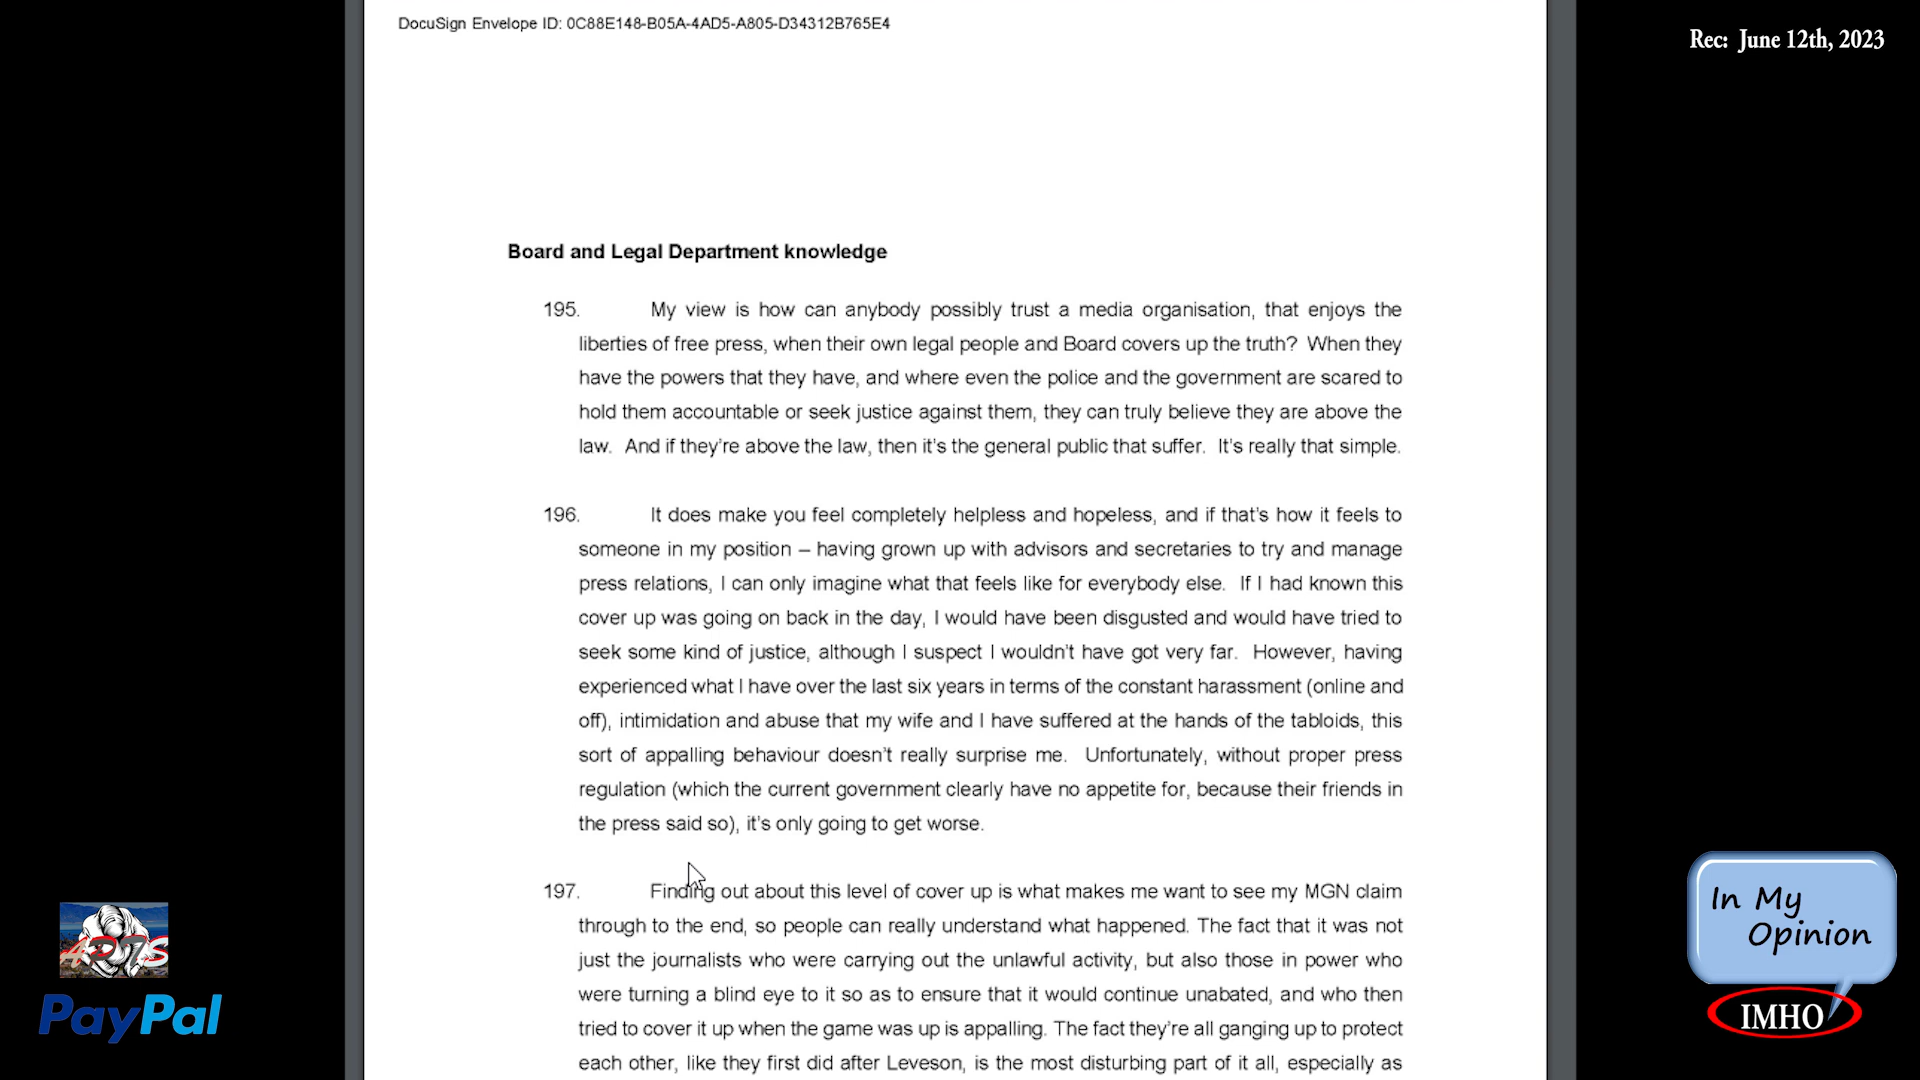 DocuSign Envelope ID: 0C88E148-B05A-4AD5-A805-D34312B765E4
Rec: June 12th, 2023
Board and Legal Department knowledge
195. My view is how can anybody possibly trust a media organisation, that enjoys the
liberties of free press, when their own legal people and Board covers up the truth? When they
have the powers that they have, and where even the police and the government are scared to
hold them accountable or seek justice against them, they can truly believe they are above the
law. And if they're above the law, then it's the general public that suffer. It's really that simple.
196. It does make you feel completely helpless and hopeless, and if that's how it feels to
someone in my position – having grown up with advisors and secretaries to try and manage
press relations, I can only imagine what that feels like for everybody else. If I had known this
cover up was going on back in the day, I would have been disgusted and would have tried to
seek some kind of justice, although I suspect I wouldn't have got very far. However, having
experienced what I have over the last six years in terms of the constant harassment (online and
off), intimidation and abuse that my wife and I have suffered at the hands of the tabloids, this
sort of appalling behaviour doesn't really surprise me. Unfortunately, without proper press
regulation (which the current government clearly have no appetite for, because their friends in
the press said so), it's only going to get worse.
197. Finding out about this level of cover up is what makes me want to see my MGN claim
through to the end, so people can really understand what happened. The fact that it was not
just the journalists who were carrying out the unlawful activity, but also those in power who
were turning a blind eye to it so as to ensure that it would continue unabated, and who then
tried to cover it up when the game was up is appalling. The fact they're all ganging up to protect
each other, like they first did after Leveson, is the most disturbing part of it all, especially as
PayPal
In My
Opinion
IMHO